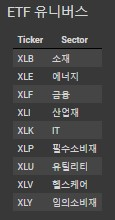 ETF 유니버스
Ticker Sector
XLB 소재
XLE 에너지
XLF 금융
XLI 산업재
XLK IT
XLP 필수소비재
XLU 유틸리티
XLV 헬스케어
XLY 임의소비재